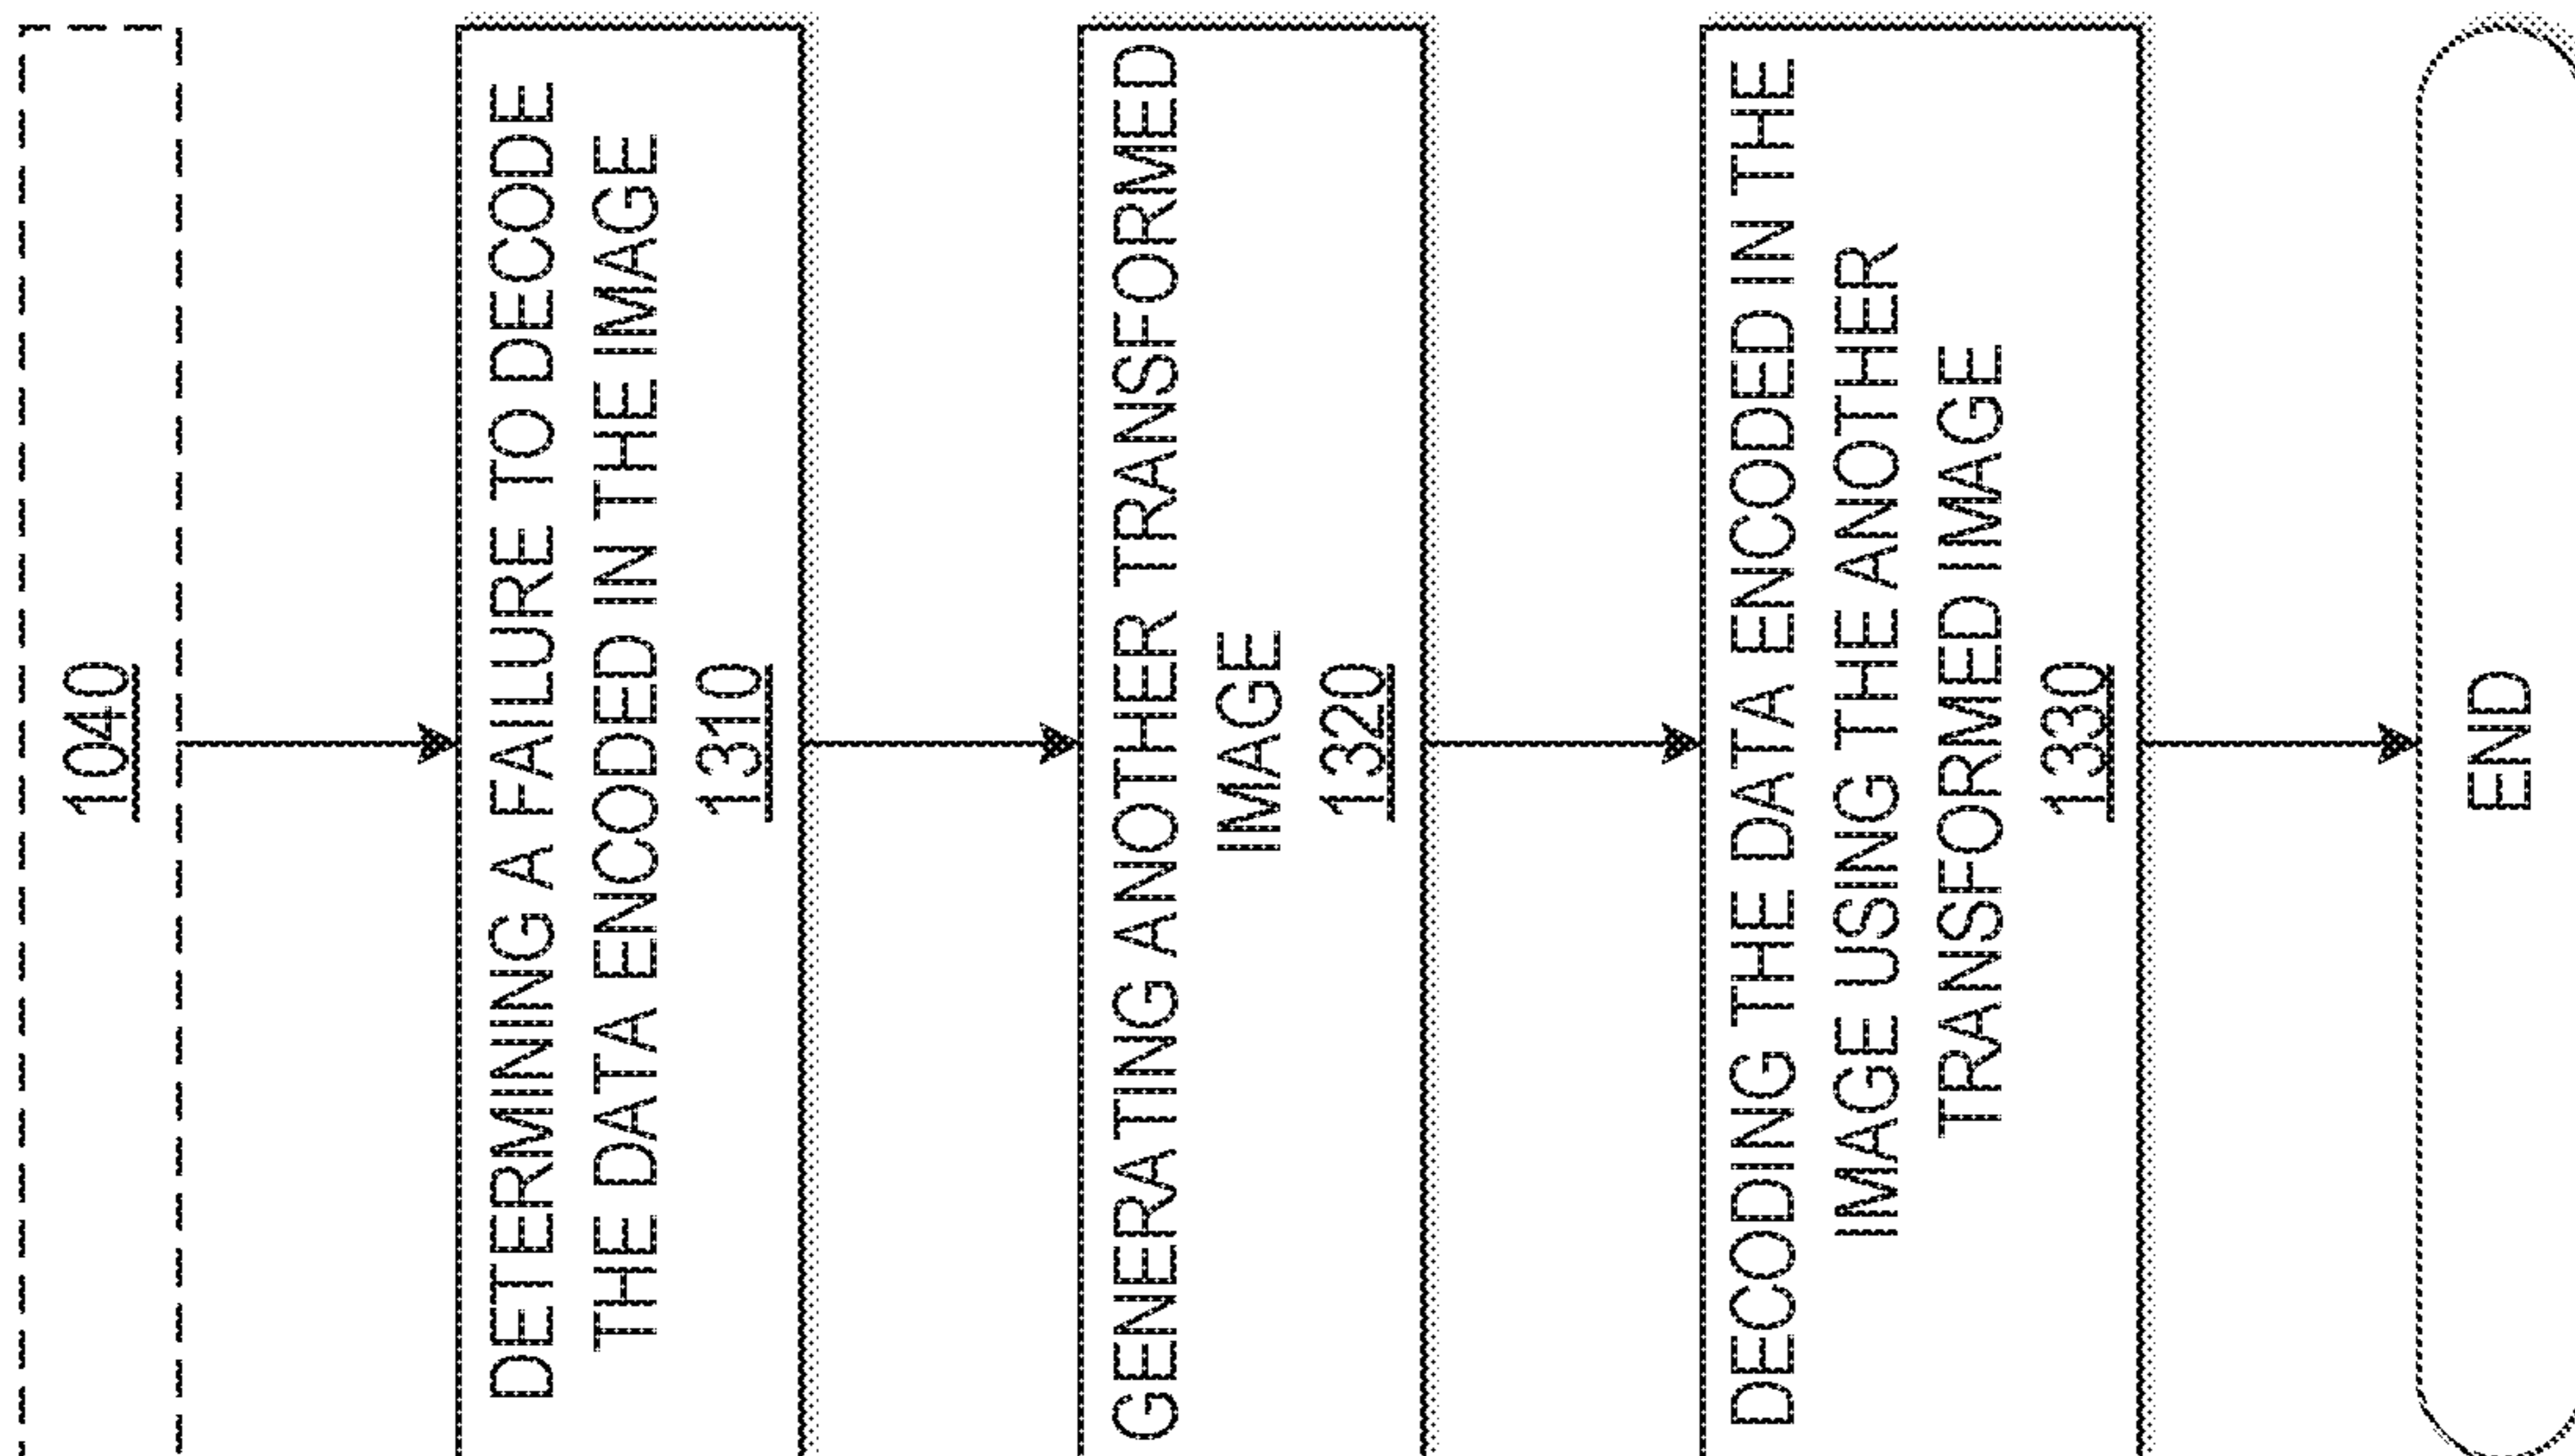 1040
DETERMINING A FAILURE TO DECODE
THE DATA ENCODED IN THE IMAGE
1310
GENERATING ANOTHER TRANSFORMED
IMAGE
1320
DECODING THE DATA ENCODED IN THE
IMAGE USING THE ANOTHER
TRANSFORMED IMAGE
1330
END